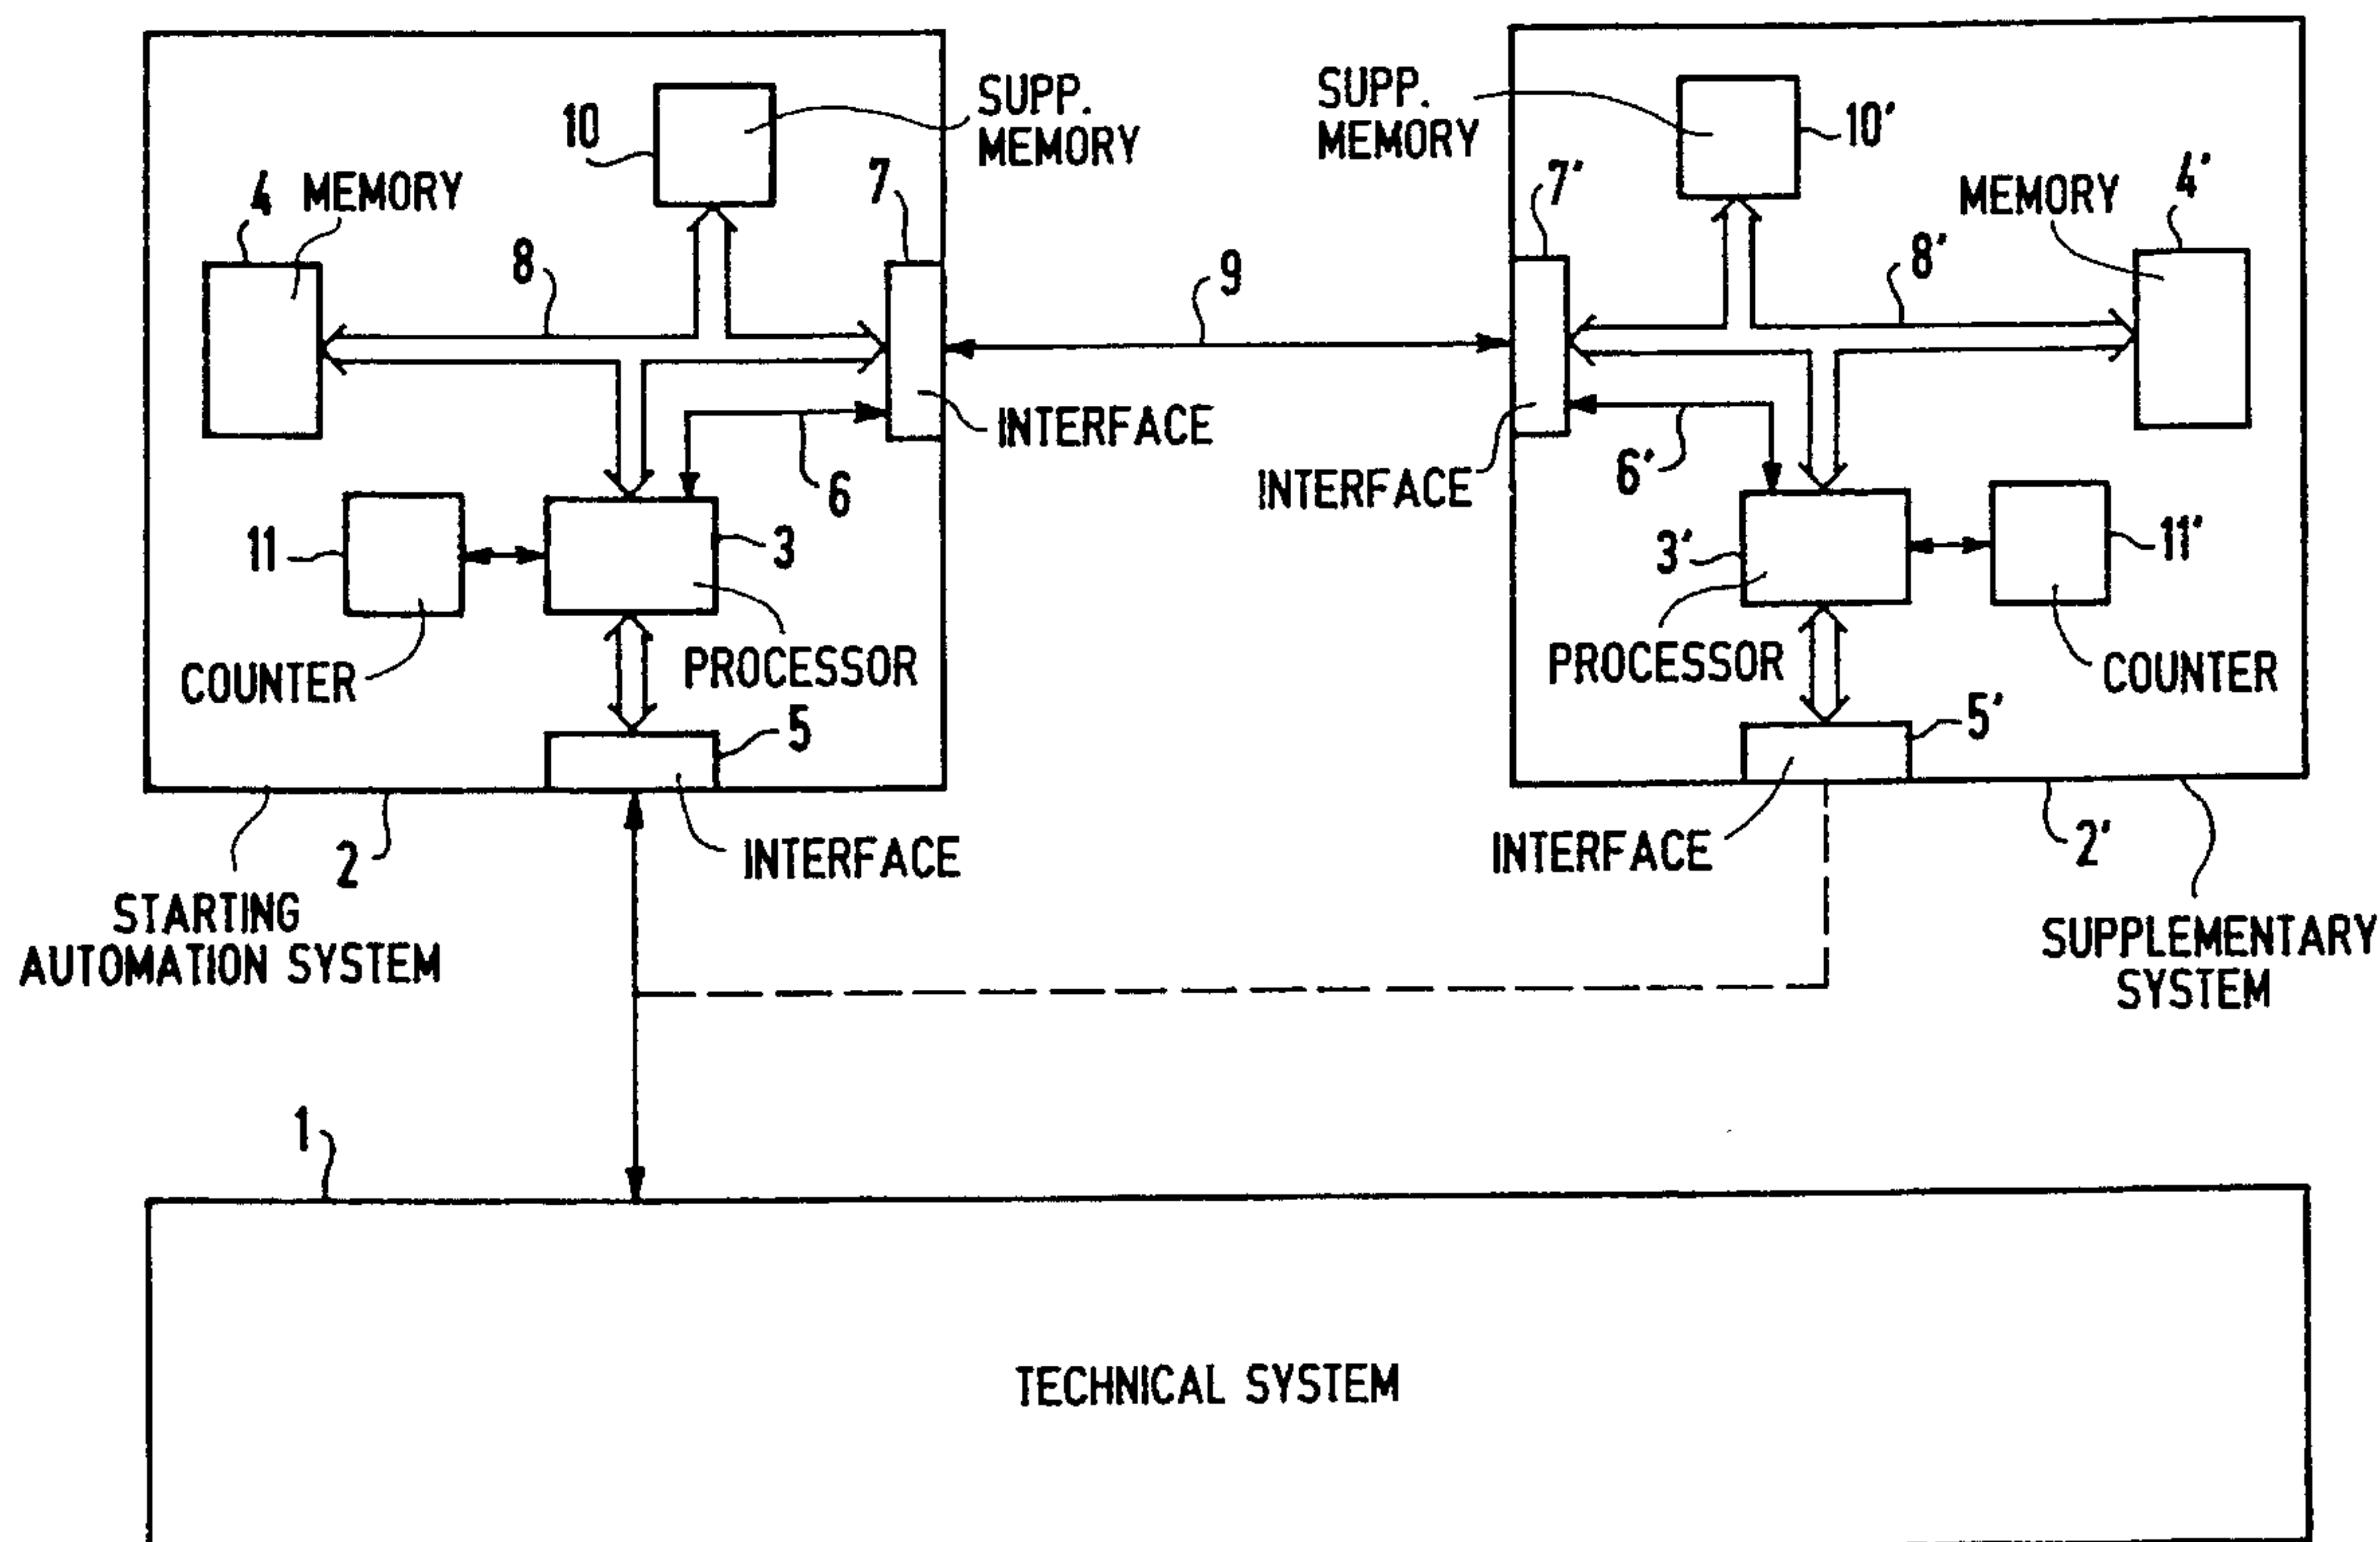 SUPP.
MEMORY
10
7
4 MEMORY
8
INTERFACE
6
11
3
COUNTER
PROCESSOR
5
INTERFACE
2
STARTING
AUTOMATION SYSTEM
9
SUPP.
MEMORY
10'
7'
MEMORY 4'
8'
INTERFACE
6'
3'
11'
PROCESSOR
COUNTER
5'
INTERFACE
2'
SUPPLEMENTARY
SYSTEM
1
TECHNICAL SYSTEM